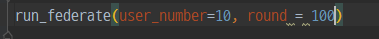 run_federate(user_number=10, round = 100)